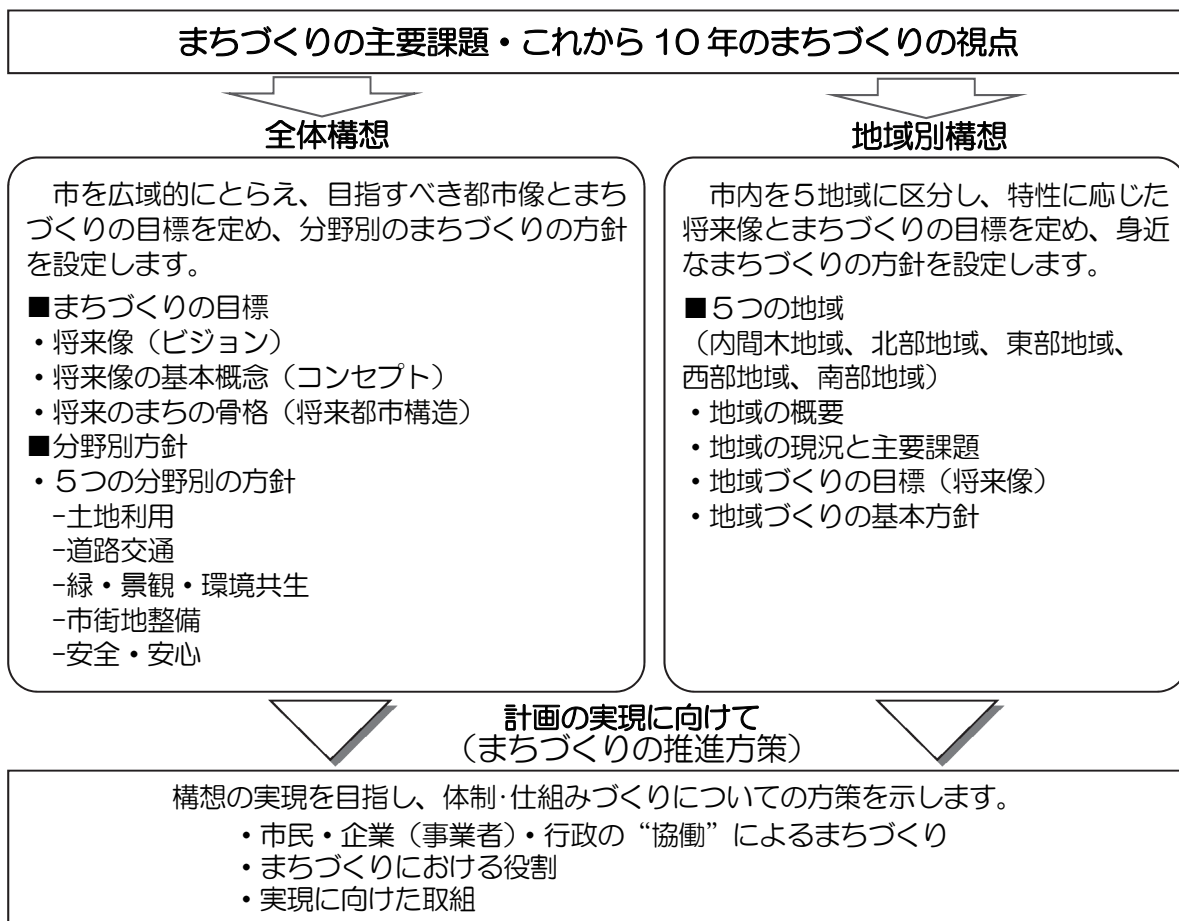 まちづくりの主要課題・これから 10 年のまちづくりの視点
全体構想
市を広域的にとらえ、目指すべき都市像とまち
づくりの目標を定め、分野別のまちづくりの方針
を設定します。
■まちづくりの目標
・将来像（ビジョン）
・将来像の基本概念（コンセプト）
・将来のまちの骨格（将来都市構造）
■分野別方針
・５つの分野別の方針
-土地利用
-道路交通
-緑・景観・環境共生
-市街地整備
-安全・安心
地域別構想
市内を５地域に区分し、特性に応じた
将来像とまちづくりの目標を定め、身近
なまちづくりの方針を設定します。
■５つの地域
（内間木地域、北部地域、東部地域、
西部地域、南部地域）
・地域の概要
・地域の現況と主要課題
・地域づくりの目標（将来像）
・地域づくりの基本方針
計画の実現に向けて
（まちづくりの推進方策）
構想の実現を目指し、体制･仕組みづくりについての方策を示します。
・市民・企業（事業者）・行政の“協働”によるまちづくり
・まちづくりにおける役割
・実現に向けた取組